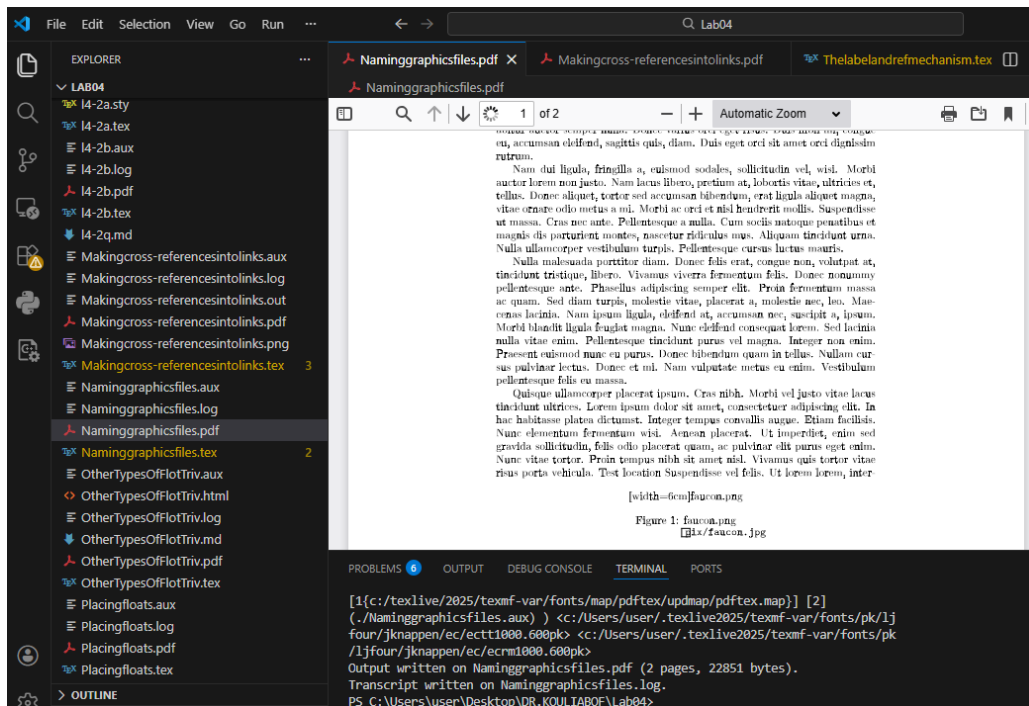 File Edit Selection View Go Run ··· ← → Lab04
EXPLORER ···
LAB04
l4-2a.sty
l4-2a.tex
l4-2b.aux
l4-2b.log
l4-2b.pdf
l4-2b.tex
l4-2q.md
Makingcross-referencesintolinks.aux
Makingcross-referencesintolinks.log
Makingcross-referencesintolinks.out
Makingcross-referencesintolinks.pdf
Makingcross-referencesintolinks.png
Makingcross-referencesintolinks.tex 3
Naminggraphicsfiles.aux
Naminggraphicsfiles.log
Naminggraphicsfiles.pdf
Naminggraphicsfiles.tex 2
OtherTypesOfFlotTriv.aux
OtherTypesOfFlotTriv.html
OtherTypesOfFlotTriv.log
OtherTypesOfFlotTriv.md
OtherTypesOfFlotTriv.pdf
OtherTypesOfFlotTriv.tex
Placingfloats.aux
Placingfloats.log
Placingfloats.pdf
Placingfloats.tex
OUTLINE
Naminggraphicsfiles.pdf Makingcross-referencesintolinks.pdf Thelabelandrefmechanism.tex
Naminggraphicsfiles.pdf
1 of 2 Automatic Zoom
eu, accumsan eleifend, sagittis quis, diam. Duis eget orci sit amet orci dignissim
rutrum.
Nam dui ligula, fringilla a, euismod sodales, sollicitudin vel, wisi. Morbi
auctor lorem non justo. Nam lacus libero, pretium at, lobortis vitae, ultricies et,
tellus. Donec aliquet, tortor sed accumsan bibendum, erat ligula aliquet magna,
vitae ornare odio metus a mi. Morbi ac orci et nisl hendrerit mollis. Suspendisse
ut massa. Cras nec ante. Pellentesque a nulla. Cum sociis natoque penatibus et
magnis dis parturient montes, nascetur ridiculus mus. Aliquam tincidunt urna.
Nulla ullamcorper vestibulum turpis. Pellentesque cursus luctus mauris.
Nulla malesuada porttitor diam. Donec felis erat, congue non, volutpat at,
tincidunt tristique, libero. Vivamus viverra fermentum felis. Donec nonummy
pellentesque ante. Phasellus adipiscing semper elit. Proin fermentum massa
ac quam. Sed diam turpis, molestie vitae, placerat a, molestie nec, leo. Mae-
cenas lacinia. Nam ipsum ligula, eleifend at, accumsan nec, suscipit a, ipsum.
Morbi blandit ligula feugiat magna. Nunc eleifend consequat lorem. Sed lacinia
nulla vitae enim. Pellentesque tincidunt purus vel magna. Integer non enim.
Praesent euismod nunc eu purus. Donec bibendum quam in tellus. Nullam cur-
sus pulvinar lectus. Donec et mi. Nam vulputate metus eu enim. Vestibulum
pellentesque felis eu massa.
Quisque ullamcorper placerat ipsum. Cras nibh. Morbi vel justo vitae lacus
tincidunt ultrices. Lorem ipsum dolor sit amet, consectetuer adipiscing elit. In
hac habitasse platea dictumst. Integer tempus convallis augue. Etiam facilisis.
Nunc elementum fermentum wisi. Aenean placerat. Ut imperdiet, enim sed
gravida sollicitudin, felis odio placerat quam, ac pulvinar elit purus eget enim.
Nunc vitae tortor. Proin tempus nibh sit amet nisl. Vivamus quis tortor vitae
risus porta vehicula. Test location Suspendisse vel felis. Ut lorem lorem, inter-
[width=6cm]faucon.png
Figure 1: faucon.png
ix/faucon.jpg
PROBLEMS 6 OUTPUT DEBUG CONSOLE TERMINAL PORTS
[1{c:/texlive/2025/texmf-var/fonts/map/pdftex/updmap/pdftex.map}] [2]
(./Naminggraphicsfiles.aux) ) <c:/Users/user/.texlive2025/texmf-var/fonts/pk/lj
four/jknappen/ec/ectt1000.600pk> <c:/Users/user/.texlive2025/texmf-var/fonts/pk
/ljfour/jknappen/ec/ecrm1000.600pk>
Output written on Naminggraphicsfiles.pdf (2 pages, 22851 bytes).
Transcript written on Naminggraphicsfiles.log.
PS C:\Users\user\Desktop\DR.KOULIABOF\Lab04>